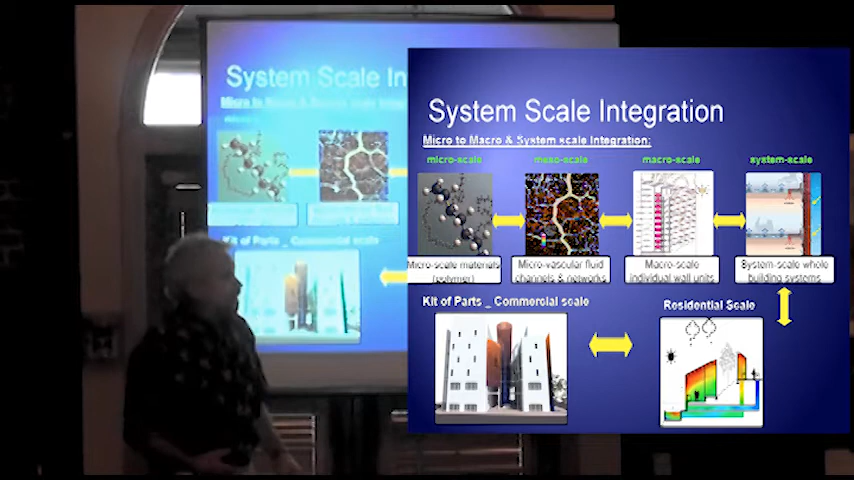 System Scale In
System Scale Integration
Micro to Macro & System scale Integration:
micro-scale
meso-scale
macro-scale
system-scale
Micro-scale materials
(polymer)
Micro-vascular fluid
channels & networks
Macro-scale
individual wall units
System-scale whole
building systems
Kit of Parts _ Commercial scale
Kit of Parts _ Commercial scale
Residential Scale